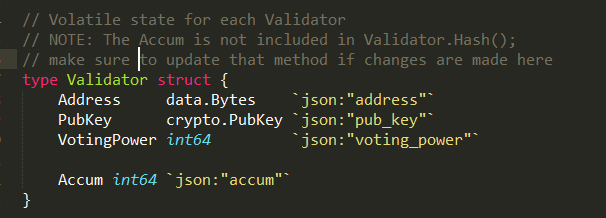 // Volatile state for each Validator
// NOTE: The Accum is not included in Validator.Hash();
// make sure to update that method if changes are made here
type Validator struct {
Address data.Bytes `json:"address"`
PubKey crypto.PubKey `json:"pub_key"`
VotingPower int64 `json:"voting_power"`
Accum int64 `json:"accum"`
}